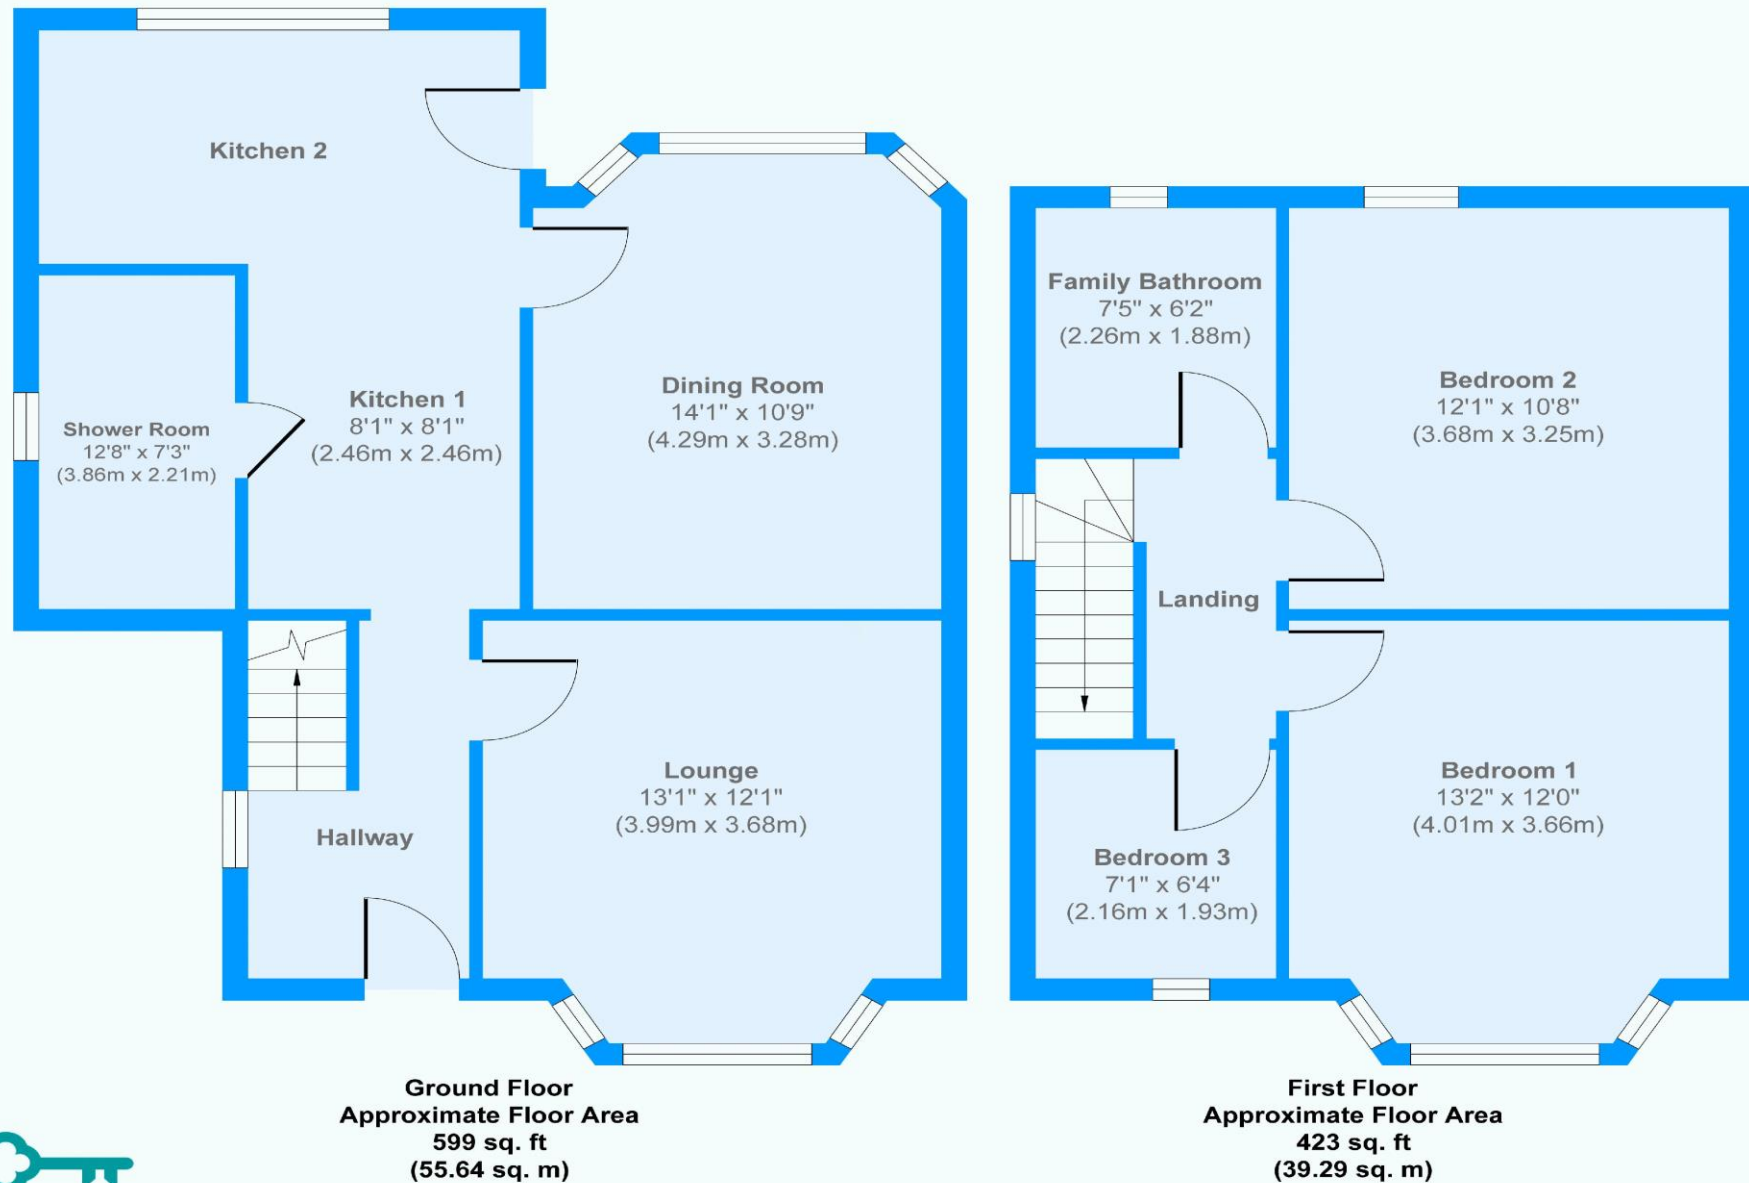 Kitchen 2
Shower Room
12'8" x 7'3"
(3.86m x 2.21m)
Kitchen 1
8'1" x 8'1"
(2.46m x 2.46m)
Dining Room
14'1" x 10'9"
(4.29m x 3.28m)
Hallway
Lounge
13'1" x 12'1"
(3.99m x 3.68m)
Ground Floor
Approximate Floor Area
599 sq. ft
(55.64 sq. m)
Family Bathroom
7'5" x 6'2"
(2.26m x 1.88m)
Bedroom 2
12'1" x 10'8"
(3.68m x 3.25m)
Landing
Bedroom 1
13'2" x 12'0"
(4.01m x 3.66m)
Bedroom 3
7'1" x 6'4"
(2.16m x 1.93m)
First Floor
Approximate Floor Area
423 sq. ft
(39.29 sq. m)